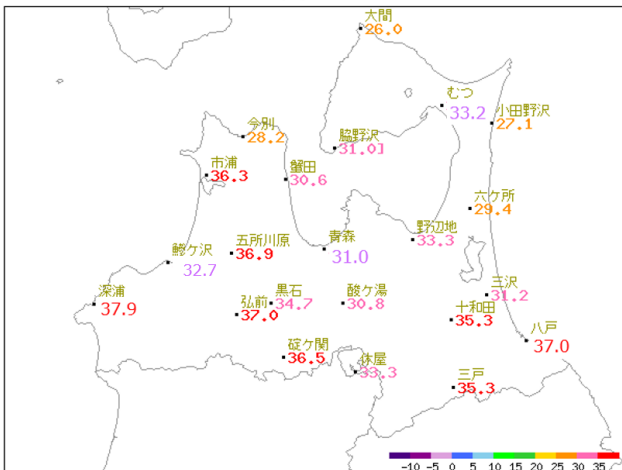 大間
26.0
むつ
33.2
小田野沢
27.1
今別
28.2
脇野沢
31.0]
市浦
36.3
蟹田
30.6
六ケ所
29.4
野辺地
33.3
青森
31.0
五所川原
36.9
鰺ケ沢
32.7
深浦
37.9
弘前
37.0
黒石
34.7
酸ケ湯
30.8
三沢
31.2
十和田
35.3
八戸
37.0
碇ケ関
36.5
休屋
33.3
三戸
35.3
-10 -5 0 5 10 15 20 25 30 35